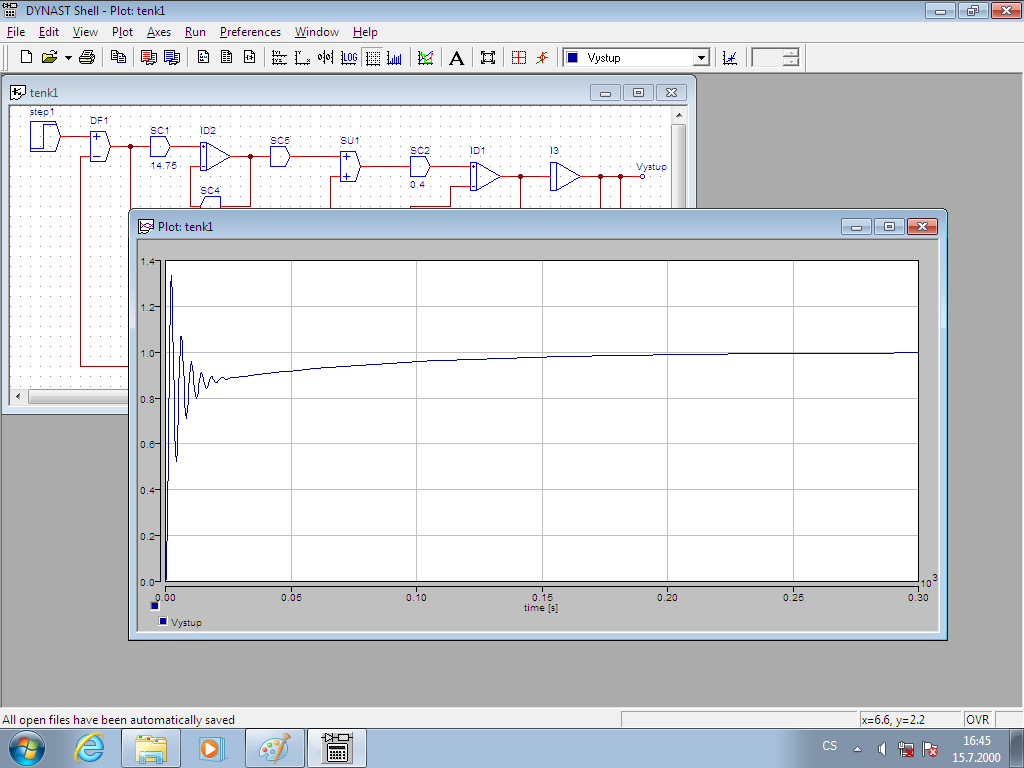 DYNAST Shell - Plot: tenk1
File Edit View Plot Axes Run Preferences Window Help
LOG A Vystup
tenk1
step1
DF1
SC1
ID2
SC5
SU1
SC2
ID1
I3
Vystup
14.75
0.4
SC4
Plot: tenk1
1.4
1.2
1.0
0.8
0.6
0.4
0.2
0.0
0.00 0.05 0.10 0.15 0.20 0.25 0.30
10³
time [s]
Vystup
All open files have been automatically saved
x=6.6, y=2.2 OVR
CS
16:45
15.7.2000